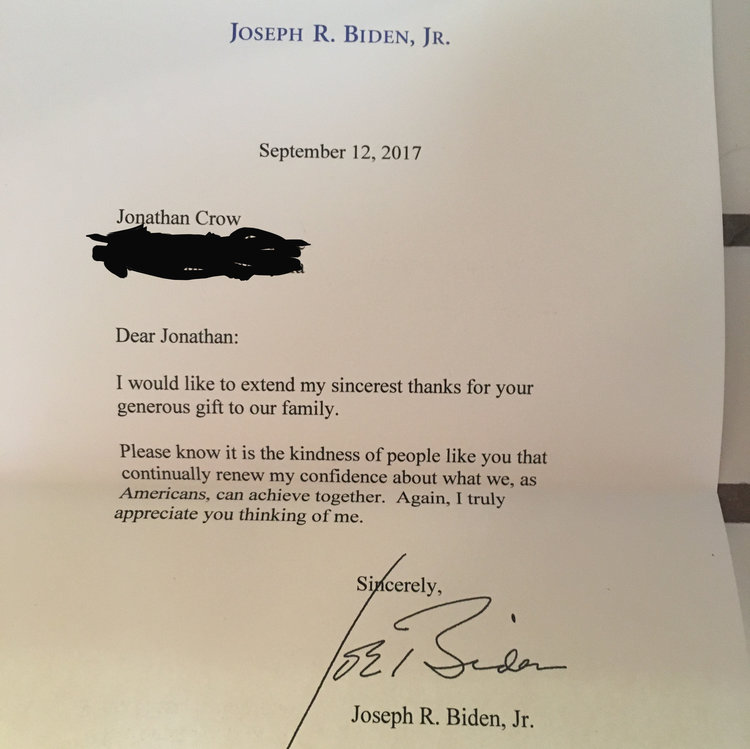 JOSEPH R. BIDEN, JR.
September 12, 2017
Jonathan Crow
Dear Jonathan:
I would like to extend my sincerest thanks for your
generous gift to our family.
Please know it is the kindness of people like you that
continually renew my confidence about what we, as
Americans, can achieve together. Again, I truly
appreciate you thinking of me.
Sincerely,
Joe Biden
Joseph R. Biden, Jr.